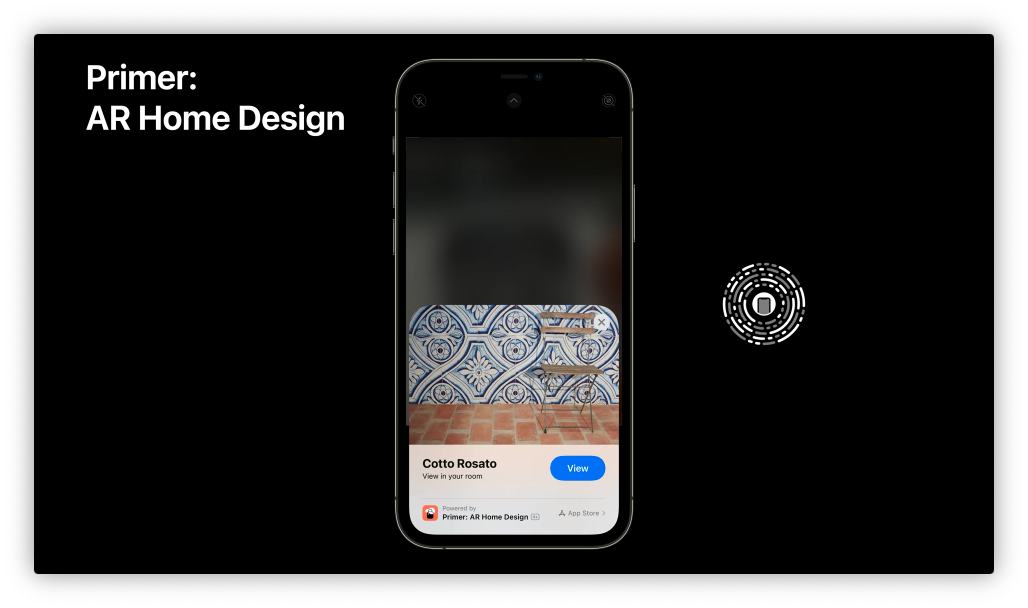 Primer:
AR Home Design
Cotto Rosato
View in your room
View
Powered by
Primer: AR Home Design
App Store